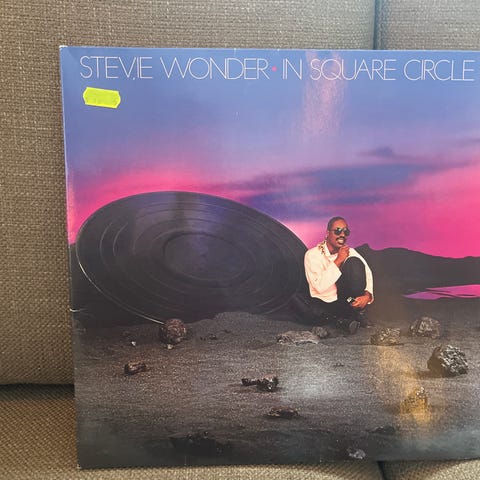 STEVIE WONDER • IN SQUARE CIRCLE